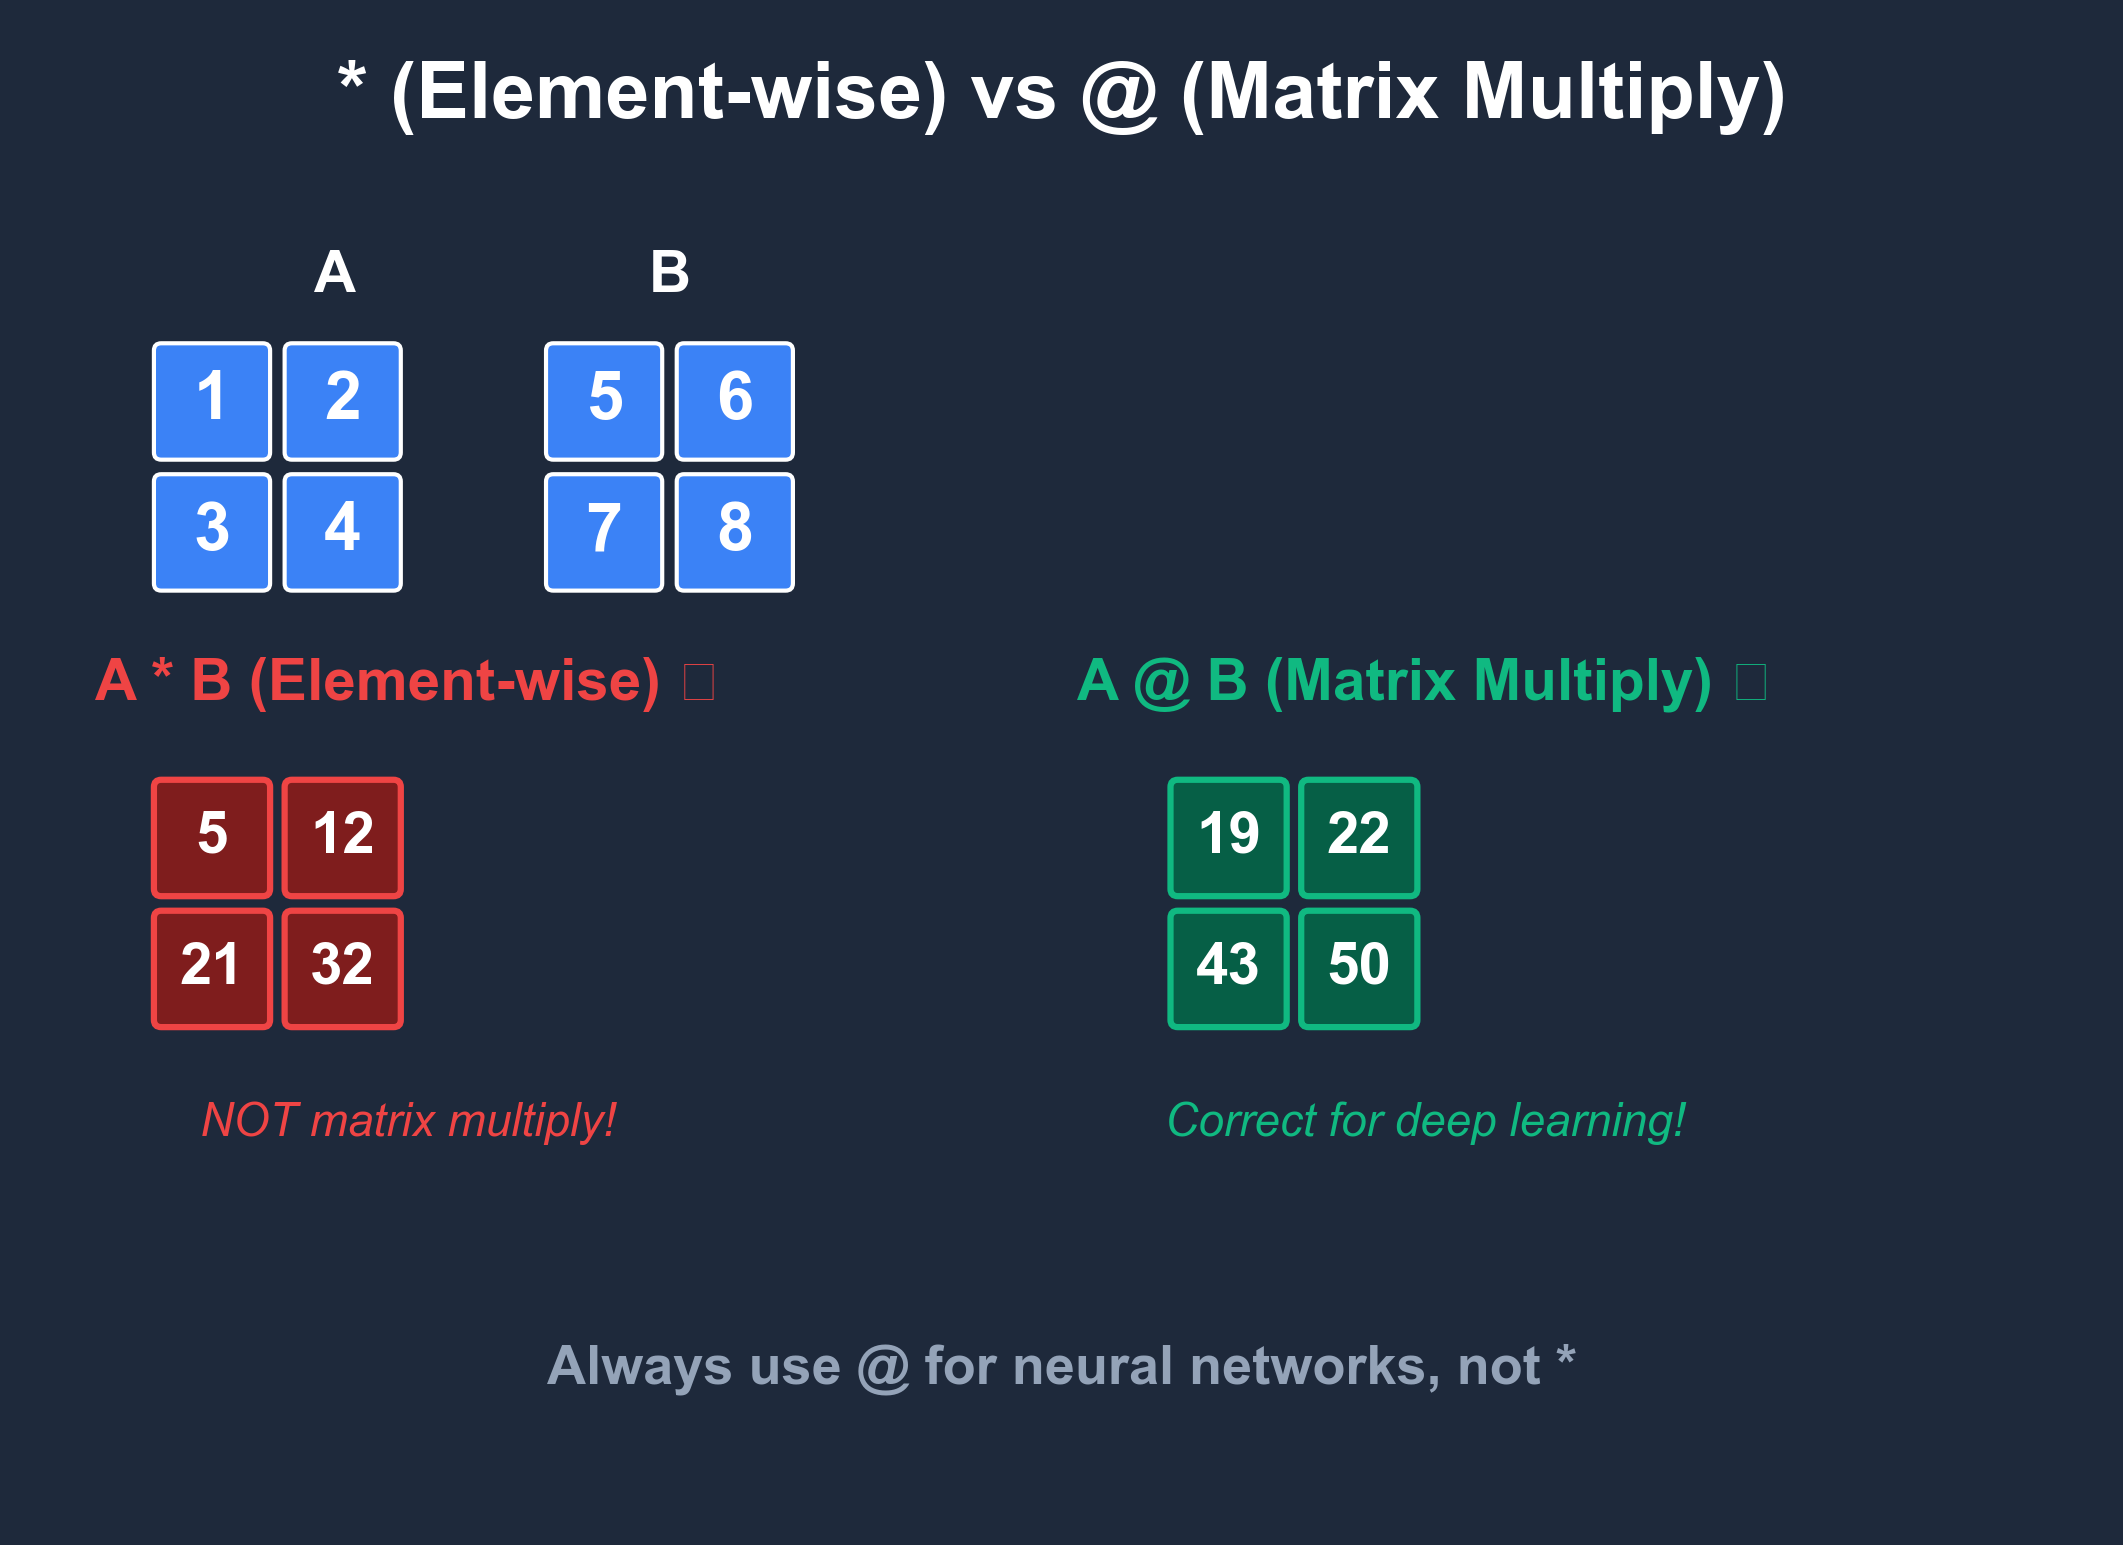 * (Element-wise) vs @ (Matrix Multiply)
A B
1 2 5 6
3 4 7 8
A * B (Element-wise) A @ B (Matrix Multiply)
5 12 19 22
21 32 43 50
NOT matrix multiply! Correct for deep learning!
Always use @ for neural networks, not *